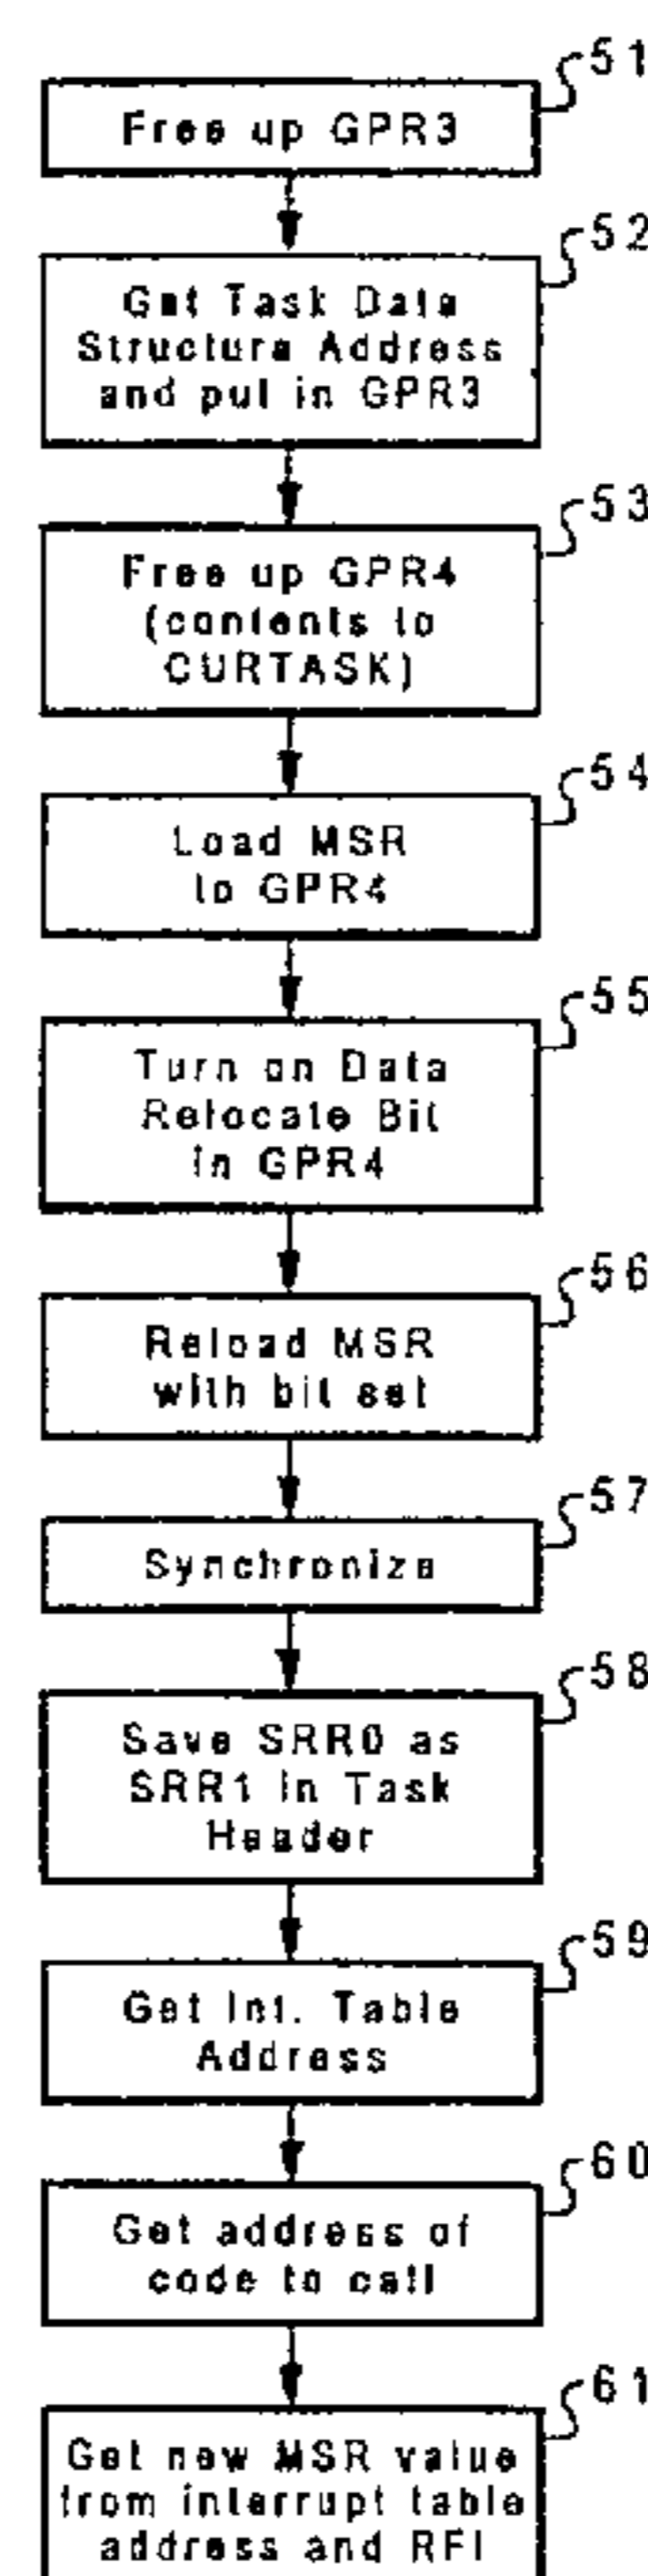 51
Free up GPR3
52
Get Task Data
Structure Address
and put in GPR3
53
Free up GPR4
(contents to
CURTASK)
54
Load MSR
to GPR4
55
Turn on Data
Relocate Bit
in GPR4
56
Reload MSR
with bit set
57
Synchronize
58
Save SRR0 as
SRR1 in Task
Header
59
Get Int. Table
Address
60
Get address of
code to call
61
Get new MSR value
from interrupt table
address and RFI